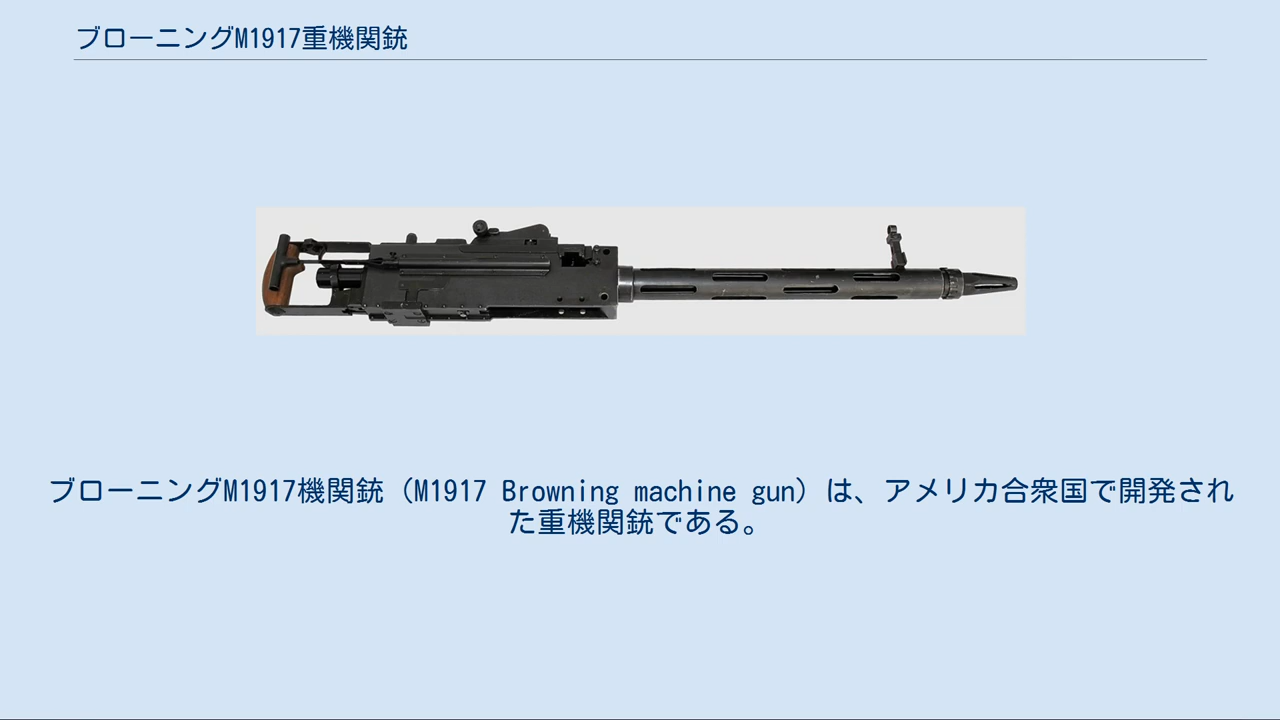 ブローニングM1917重機関銃
ブローニングM1917機関銃（M1917 Browning machine gun）は、アメリカ合衆国で開発され
た重機関銃である。